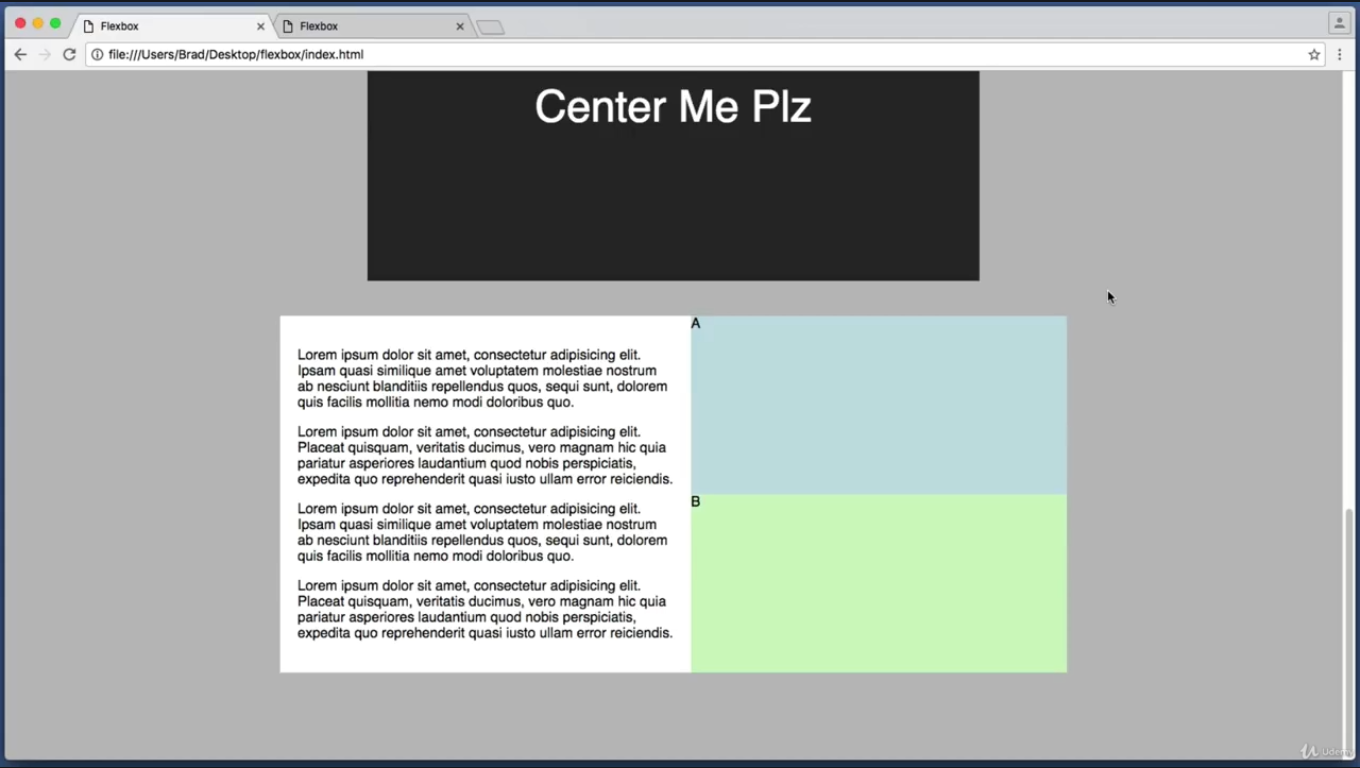 Flexbox
Flexbox
file:///Users/Brad/Desktop/flexbox/index.html
Center Me Plz
Lorem ipsum dolor sit amet, consectetur adipisicing elit.
Ipsam quasi similique amet voluptatem molestiae nostrum
ab nesciunt blanditiis repellendus quos, sequi sunt, dolorem
quis facilis mollitia nemo modi doloribus quo.
Lorem ipsum dolor sit amet, consectetur adipisicing elit.
Placeat quisquam, veritatis ducimus, vero magnam hic quia
pariatur asperiores laudantium quod nobis perspiciatis,
expedita quo reprehenderit quasi iusto ullam error reiciendis.
Lorem ipsum dolor sit amet, consectetur adipisicing elit.
Ipsam quasi similique amet voluptatem molestiae nostrum
ab nesciunt blanditiis repellendus quos, sequi sunt, dolorem
quis facilis mollitia nemo modi doloribus quo.
Lorem ipsum dolor sit amet, consectetur adipisicing elit.
Placeat quisquam, veritatis ducimus, vero magnam hic quia
pariatur asperiores laudantium quod nobis perspiciatis,
expedita quo reprehenderit quasi iusto ullam error reiciendis.
A
B
Udemy